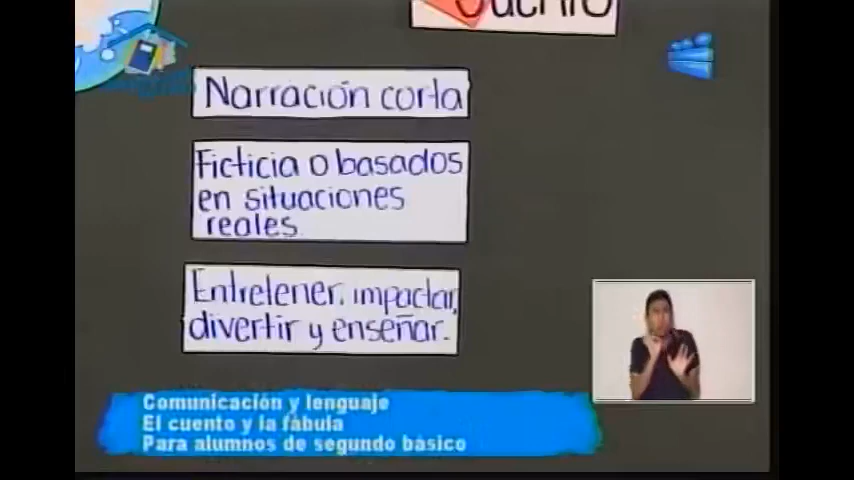 Cuento
Narración corta
Ficticia o basados
en situaciones
reales.
Entretener, impactar,
divertir y enseñar.
Comunicación y lenguaje
El cuento y la fábula
Para alumnos de segundo básico